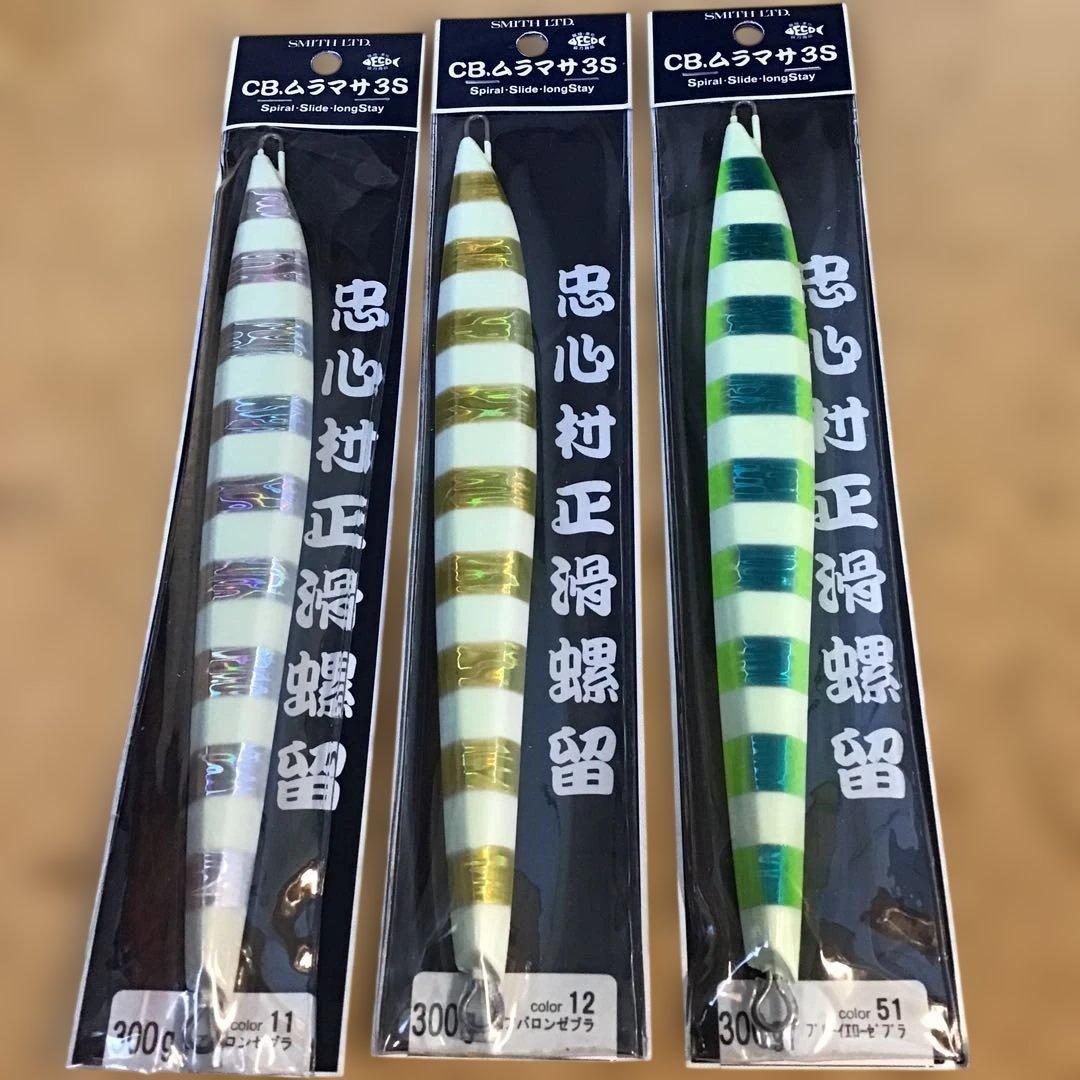 SMITH LTD.
CB.ムラマサ3S
Spiral・Slide・longStay
忠心村正滑螺留
300g
color 11
ロンゼブラ
SMITH LTD.
ECO
CB.ムラマサ3S
Spiral・Slide・longStay
忠心村正滑螺留
300
color 12
バロンゼブラ
SMITH LTD.
ECO
CB.ムラマサ3S
Spiral・Slide・longStay
忠心村正滑螺留
300g
color 51
イエローゼブラ